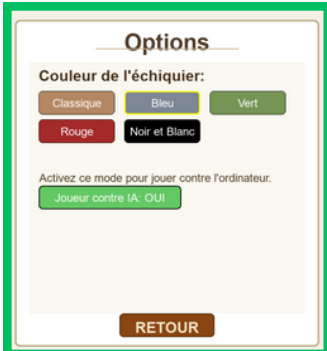 Options
Couleur de l'échiquier:
Classique Bleu Vert
Rouge Noir et Blanc
Activez ce mode pour jouer contre l'ordinateur.
Joueur contre IA: OUI
RETOUR